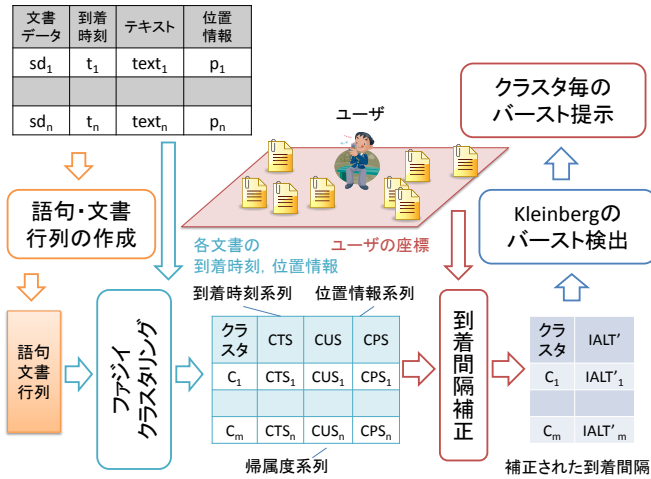 文書 到着 テキスト 位置
データ 時刻 情報
sd1 t1 text1 p1
sdn tn textn pn
ユーザ
クラスタ毎の
バースト提示
語句・文書
行列の作成
Kleinbergの
バースト検出
各文書の
到着時刻, 位置情報
ユーザの座標
到着時刻系列 位置情報系列
語句
文書
行列
ファジイ
クラスタリング
クラ
スタ CTS CUS CPS
C1 CTS1 CUS1 CPS1
Cm CTSn CUSn CPSn
帰属度系列
到着間隔補正
クラ
スタ IALT’
C1 IALT’1
Cm IALT’m
補正された到着間隔